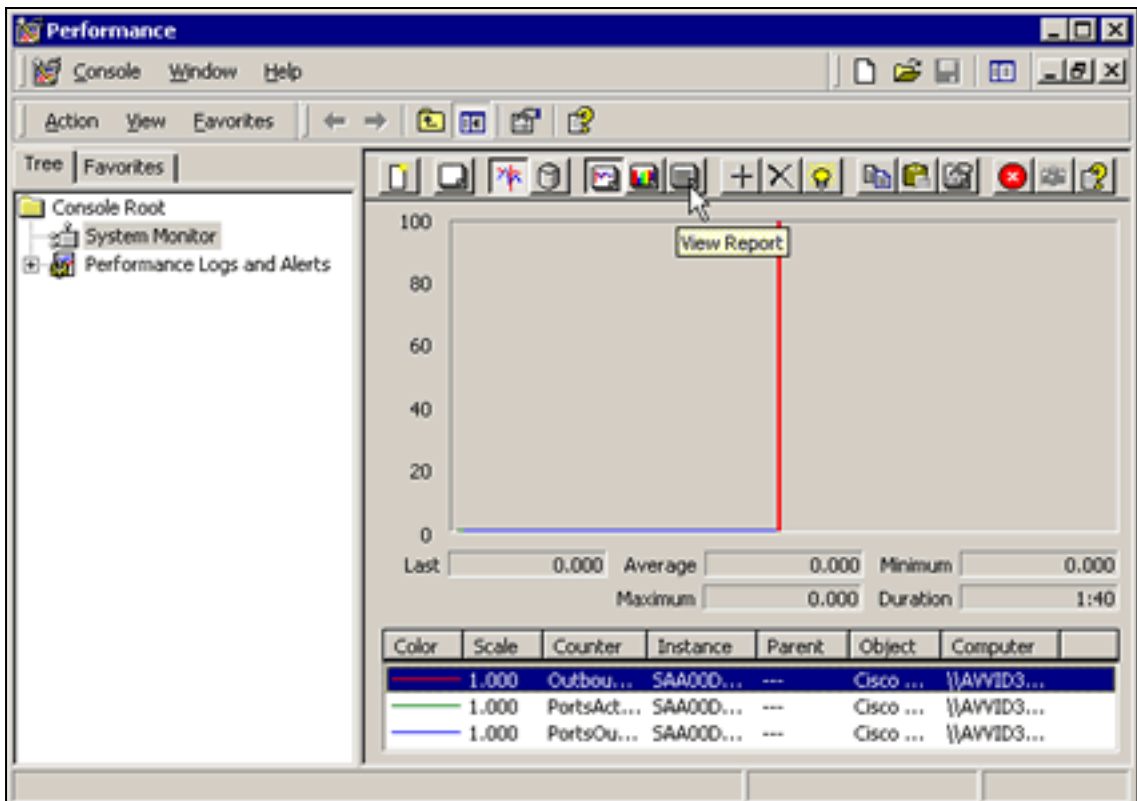 Performance
Console Window Help
Action View Favorites
Tree Favorites
Console Root
System Monitor
Performance Logs and Alerts
View Report
100
80
60
40
20
0
Last 0.000 Average 0.000 Minimum 0.000
Maximum 0.000 Duration 1:40
Color Scale Counter Instance Parent Object Computer
1.000 Outbou... SAA00D... --- Cisco ... \\AVVID3...
1.000 PortsAct... SAA00D... --- Cisco ... \\AVVID3...
1.000 PortsOu... SAA00D... --- Cisco ... \\AVVID3...